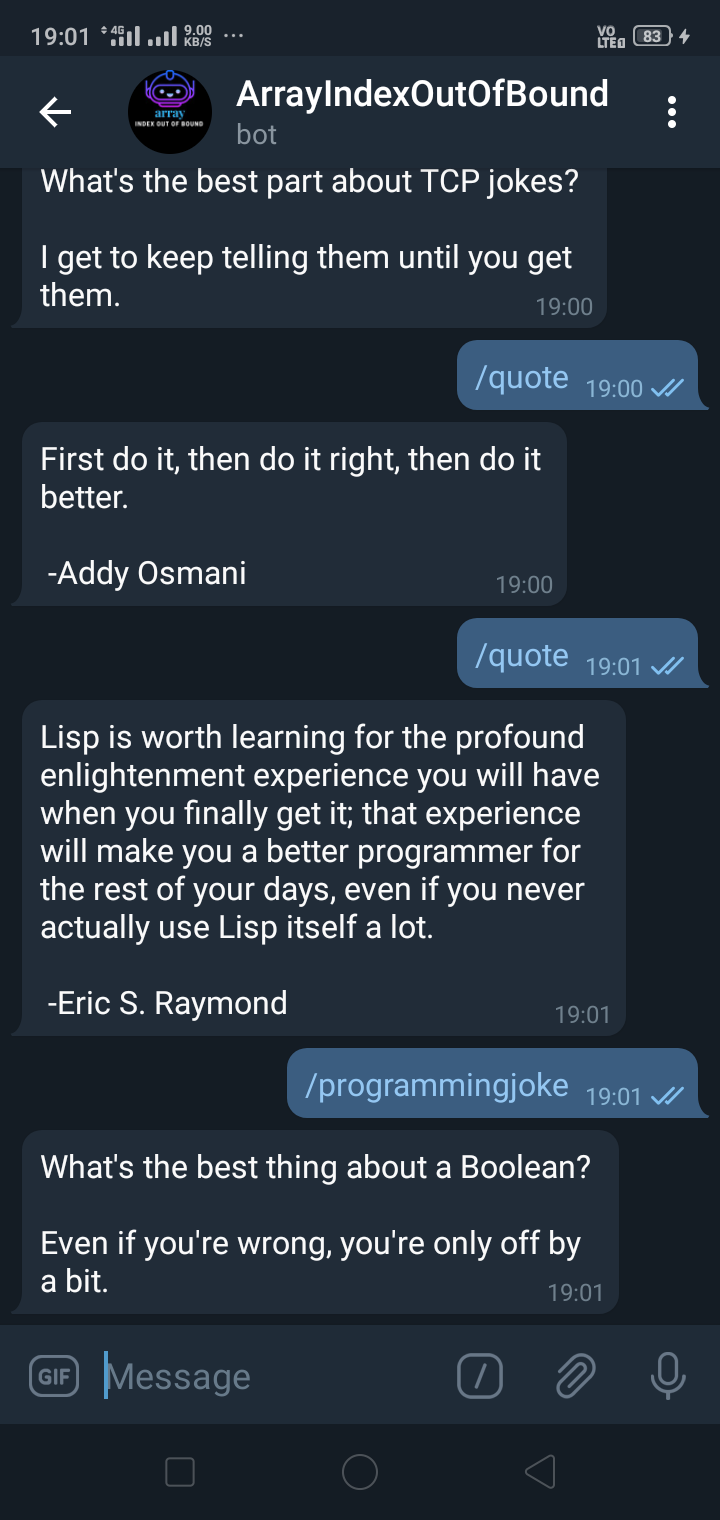 19:01 4G 9.00 KB/S ... VO LTE1 83
ArrayIndexOutOfBound
array
INDEX OUT OF BOUND
bot
What's the best part about TCP jokes?
I get to keep telling them until you get
them.
19:00
/quote 19:00
First do it, then do it right, then do it
better.
-Addy Osmani
19:00
/quote 19:01
Lisp is worth learning for the profound
enlightenment experience you will have
when you finally get it; that experience
will make you a better programmer for
the rest of your days, even if you never
actually use Lisp itself a lot.
-Eric S. Raymond
19:01
/programmingjoke 19:01
What's the best thing about a Boolean?
Even if you're wrong, you're only off by
a bit.
19:01
GIF Message /